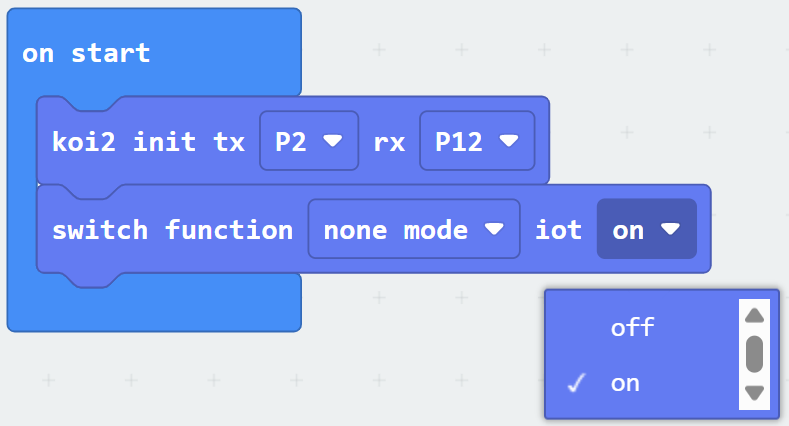 on start
koi2 init tx P2 rx P12
switch function none mode iot on
off
on